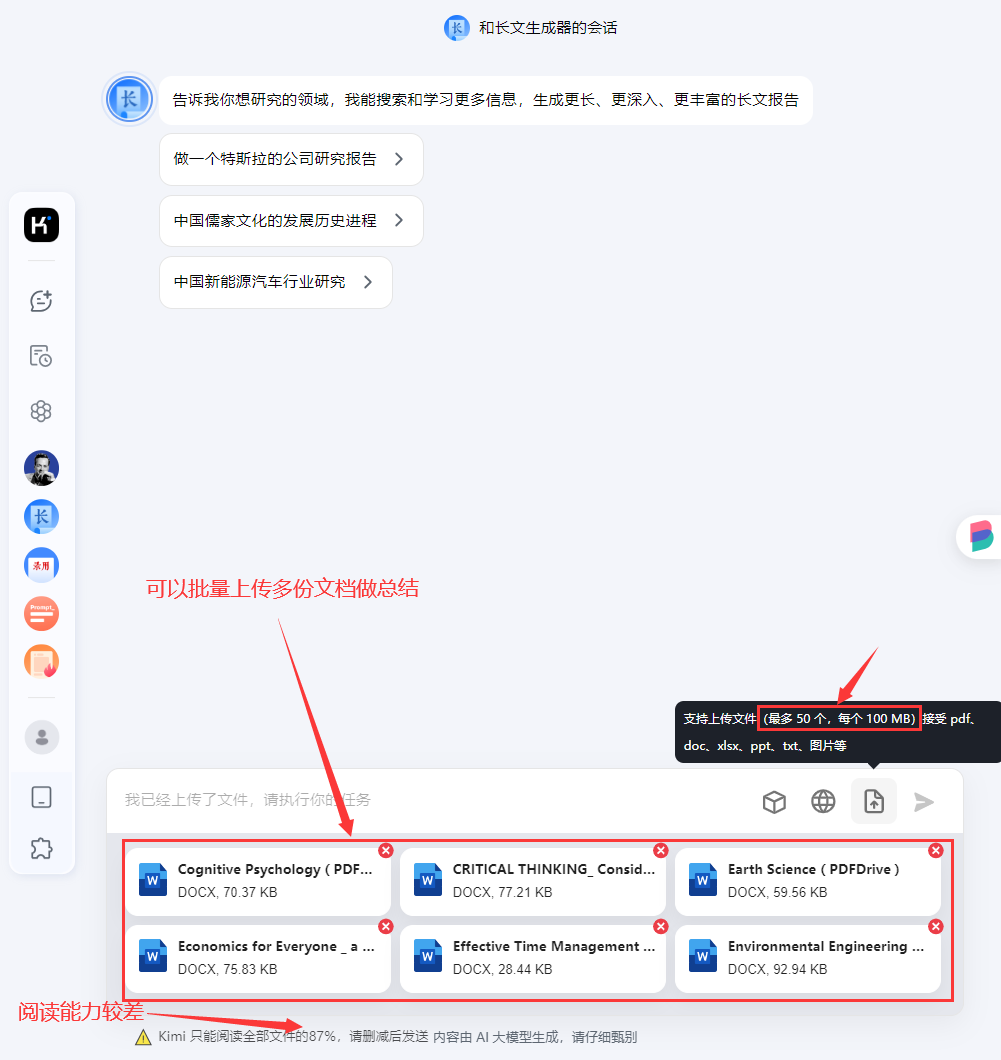 长 和长文生成器的会话
长 告诉我你想研究的领域，我能搜索和学习更多信息，生成更长、更深入、更丰富的长文报告
做一个特斯拉的公司研究报告
中国儒家文化的发展历史进程
中国新能源汽车行业研究
K
长
录用
Prompt
可以批量上传多份文档做总结
支持上传文件 (最多 50 个，每个 100 MB) 接受 pdf、
doc、xlsx、ppt、txt、图片等
我已经上传了文件，请执行你的任务
W Cognitive Psychology ( PDF...
DOCX, 70.37 KB
W CRITICAL THINKING_ Consid...
DOCX, 77.21 KB
W Earth Science ( PDFDrive )
DOCX, 59.56 KB
W Economics for Everyone _ a ...
DOCX, 75.83 KB
W Effective Time Management ...
DOCX, 28.44 KB
W Environmental Engineering ...
DOCX, 92.94 KB
阅读能力较差
Kimi 只能阅读全部文件的87%，请删减后发送 内容由 AI 大模型生成，请仔细甄别